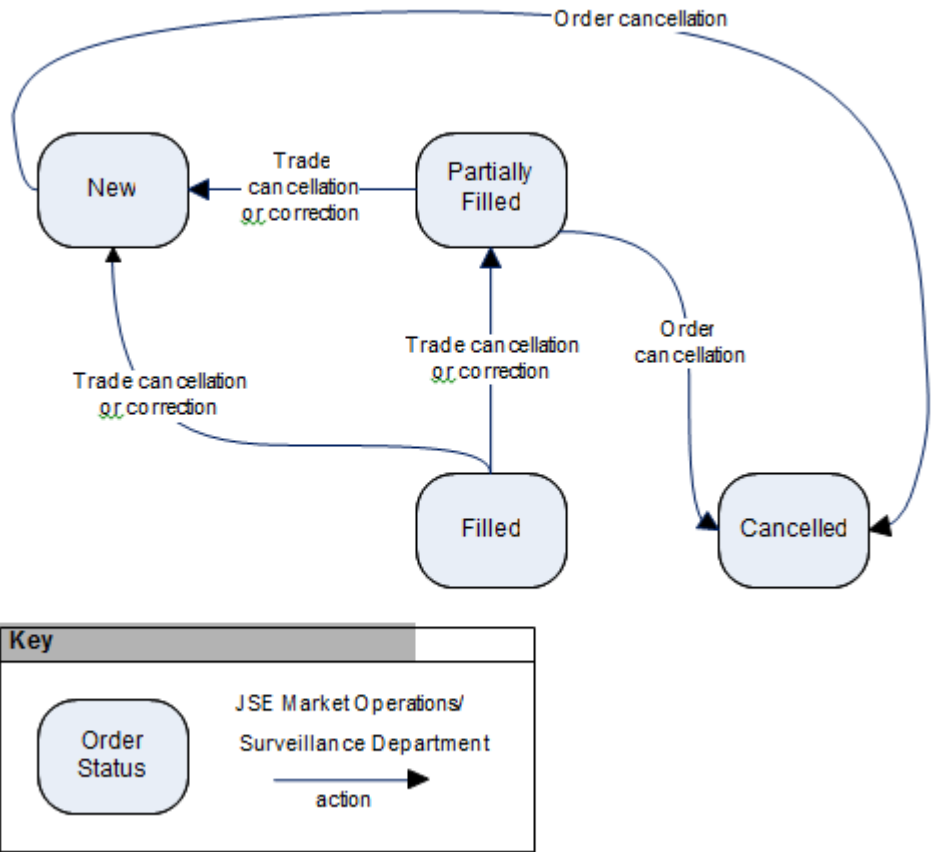 Order cancellation
New
Trade
cancellation
or correction
Partially
Filled
Trade cancellation
or correction
Order
cancellation
Trade cancellation
or correction
Filled
Cancelled
Key
Order
Status
JSE Market Operations/
Surveillance Department
action